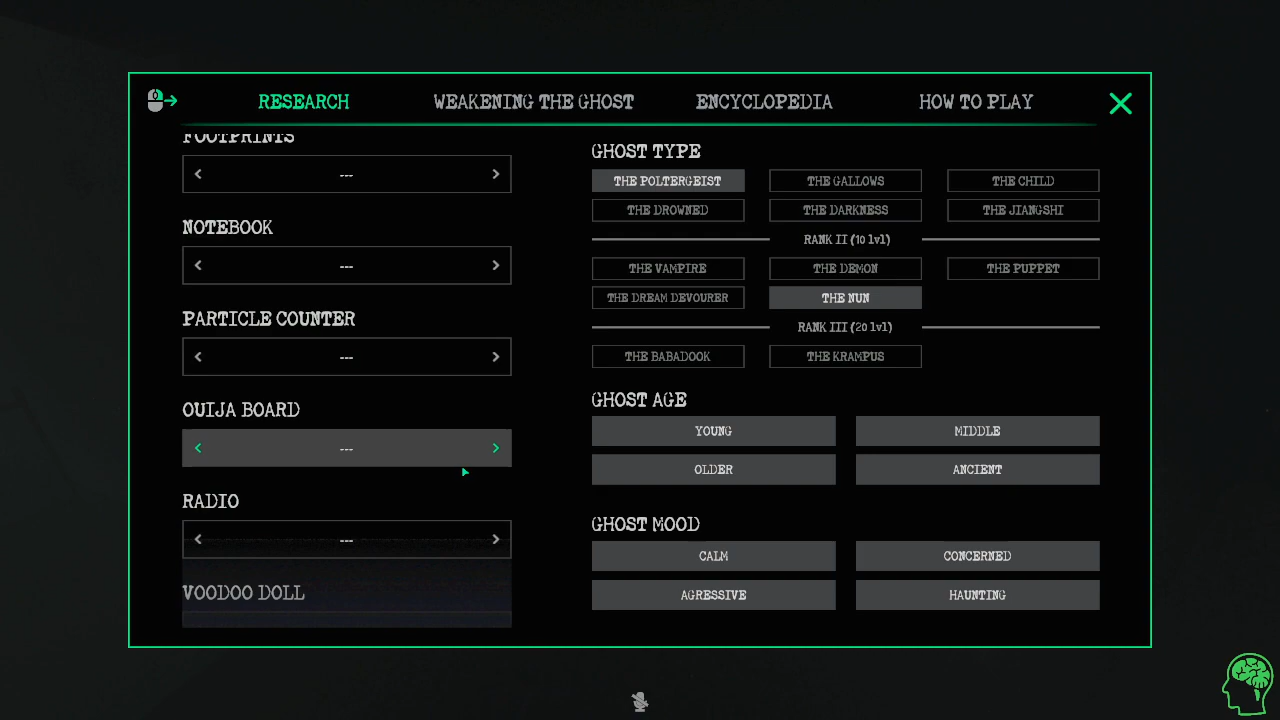 RESEARCH WEAKENING THE GHOST ENCYCLOPEDIA HOW TO PLAY
FOOTPRINTS
---
NOTEBOOK
---
PARTICLE COUNTER
---
OUIJA BOARD
---
RADIO
---
VOODOO DOLL
GHOST TYPE
THE POLTERGEIST THE GALLOWS THE CHILD
THE DROWNED THE DARKNESS THE JIANGSHI
RANK II (10 lvl)
THE VAMPIRE THE DEMON THE PUPPET
THE DREAM DEVOURER THE NUN
RANK III (20 lvl)
THE BABADOOK THE KRAMPUS
GHOST AGE
YOUNG MIDDLE
OLDER ANCIENT
GHOST MOOD
CALM CONCERNED
AGRESSIVE HAUNTING